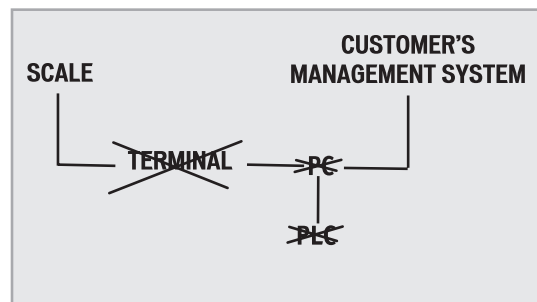 CUSTOMER'S
SCALE
MANAGEMENT SYSTEM
TERMINAL
PC
PLC